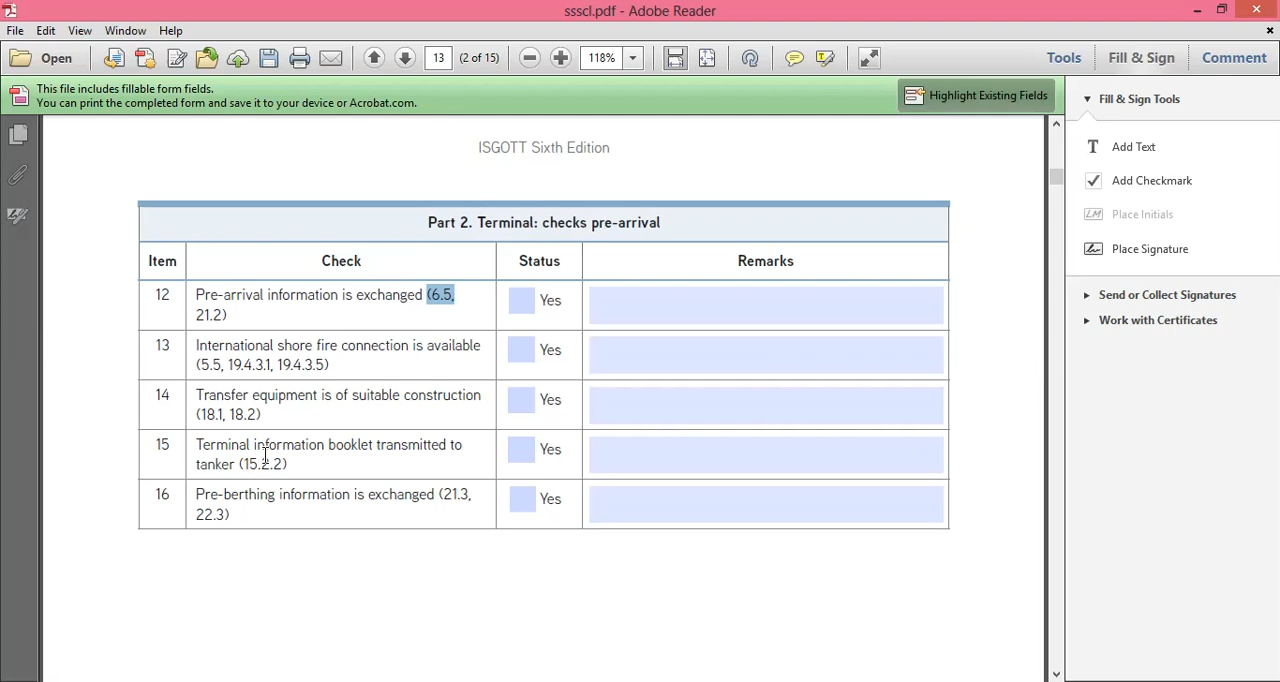 ssscl.pdf - Adobe Reader
File Edit View Window Help
Open 13 (2 of 15) 118% Tools Fill & Sign Comment
This file includes fillable form fields.
You can print the completed form and save it to your device or Acrobat.com.
Highlight Existing Fields
Fill & Sign Tools
T Add Text
Add Checkmark
LM Place Initials
Place Signature
Send or Collect Signatures
Work with Certificates
ISGOTT Sixth Edition
Part 2. Terminal: checks pre-arrival
Item Check Status Remarks
12 Pre-arrival information is exchanged (6.5, Yes
21.2)
13 International shore fire connection is available Yes
(5.5, 19.4.3.1, 19.4.3.5)
14 Transfer equipment is of suitable construction Yes
(18.1, 18.2)
15 Terminal information booklet transmitted to Yes
tanker (15.2.2)
16 Pre-berthing information is exchanged (21.3, Yes
22.3)